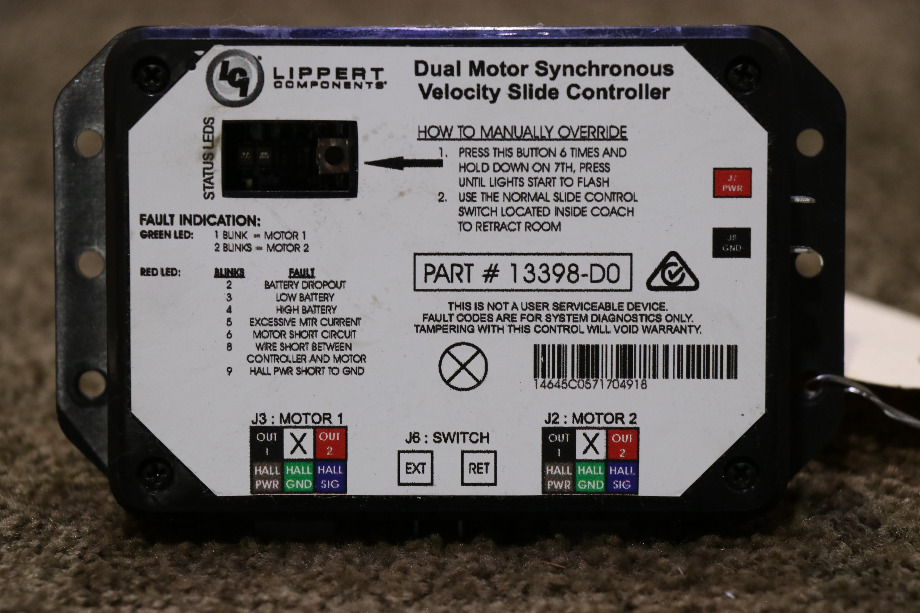 LCI LIPPERT
COMPONENTS®
Dual Motor Synchronous
Velocity Slide Controller
STATUS LEDS
HOW TO MANUALLY OVERRIDE
1. PRESS THIS BUTTON 6 TIMES AND
HOLD DOWN ON 7TH, PRESS
UNTIL LIGHTS START TO FLASH
2. USE THE NORMAL SLIDE CONTROL
SWITCH LOCATED INSIDE COACH
TO RETRACT ROOM
J7
PWR
J8
GND
FAULT INDICATION:
GREEN LED: 1 BLINK = MOTOR 1
2 BLINKS = MOTOR 2
RED LED: BLINKS FAULT
2 BATTERY DROPOUT
3 LOW BATTERY
4 HIGH BATTERY
5 EXCESSIVE MTR CURRENT
6 MOTOR SHORT CIRCUIT
8 WIRE SHORT BETWEEN
CONTROLLER AND MOTOR
9 HALL PWR SHORT TO GND
PART # 13398-D0
THIS IS NOT A USER SERVICEABLE DEVICE.
FAULT CODES ARE FOR SYSTEM DIAGNOSTICS ONLY.
TAMPERING WITH THIS CONTROL WILL VOID WARRANTY.
14645C0571704918
J3 : MOTOR 1
OUT 1 X OUT 2
HALL PWR HALL GND HALL SIG
J6 : SWITCH
EXT RET
J2 : MOTOR 2
OUT 1 X OUT 2
HALL PWR HALL GND HALL SIG